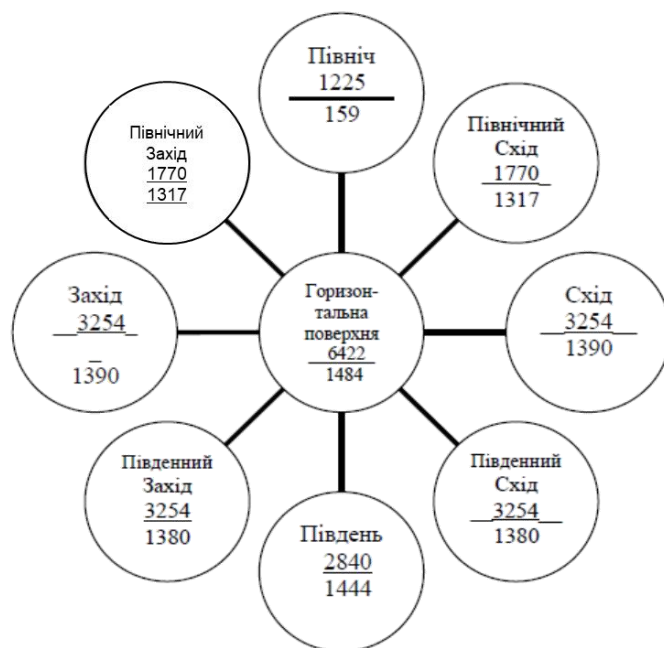 Північ
1225
159
Північний
Захід
1770
1317
Північний
Схід
1770
1317
Захід
3254
1390
Горизон-
тальна
поверхня
6422
1484
Схід
3254
1390
Південний
Захід
3254
1380
Південь
2840
1444
Південний
Схід
3254
1380